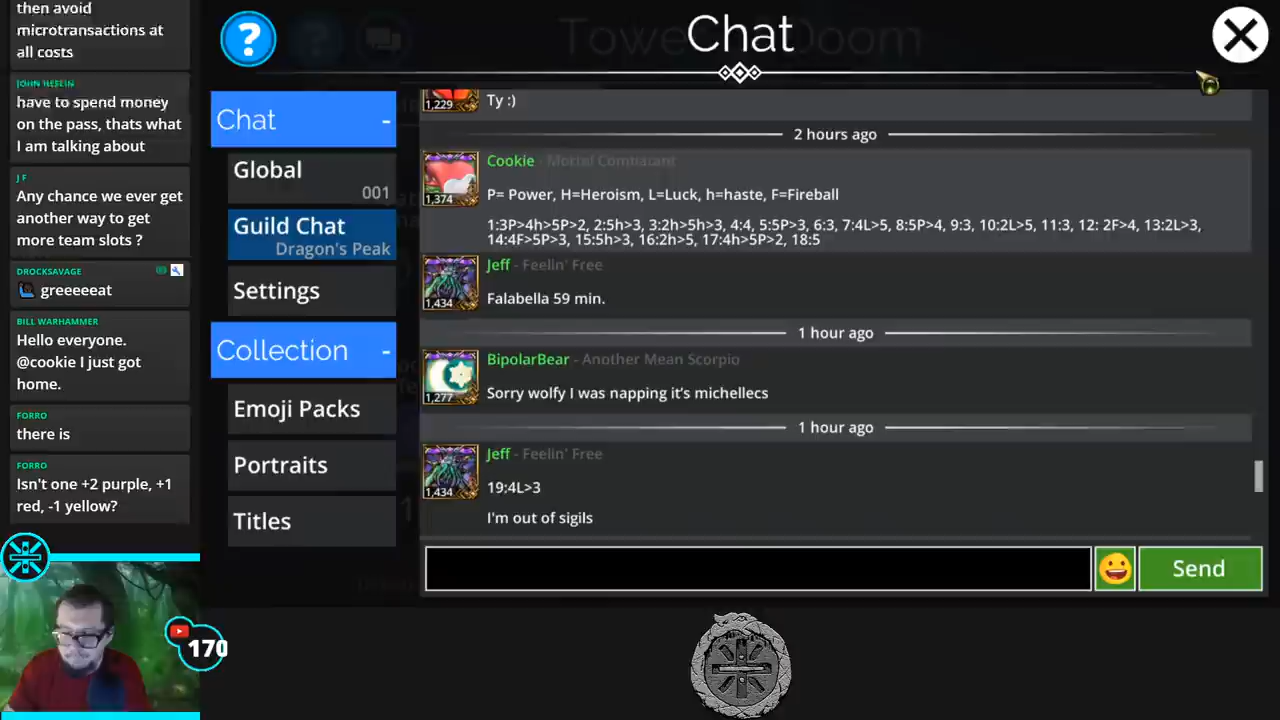 then avoid
microtransactions at
all costs
JOHN HESLIN
have to spend money
on the pass, thats what
I am talking about
J F
Any chance we ever get
another way to get
more team slots ?
DROCKSAVAGE
greeeeeat
BILL WARHAMMER
Hello everyone.
@cookie I just got
home.
FORRO
there is
FORRO
Isn't one +2 purple, +1
red, -1 yellow?
170
?
Chat
Chat -
Global
001
Guild Chat
Dragon's Peak
Settings
Collection -
Emoji Packs
Portraits
Titles
1,229
Ty :)
2 hours ago
Cookie - Mortal Combatant
1,374
P= Power, H=Heroism, L=Luck, h=haste, F=Fireball
1:3P>4h>5P>2, 2:5h>3, 3:2h>5h>3, 4:4, 5:5P>3, 6:3, 7:4L>5, 8:5P>4, 9:3, 10:2L>5, 11:3, 12: 2F>4, 13:2L>3,
14:4F>5P>3, 15:5h>3, 16:2h>5, 17:4h>5P>2, 18:5
Jeff - Feelin' Free
1,434
Falabella 59 min.
1 hour ago
BipolarBear - Another Mean Scorpio
1,277
Sorry wolfy I was napping it's michellecs
1 hour ago
Jeff - Feelin' Free
1,434
19:4L>3
I'm out of sigils
Send